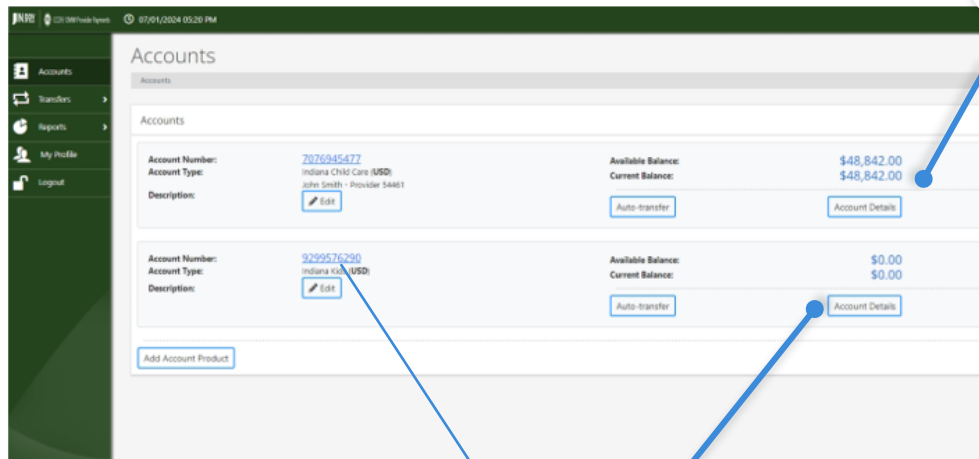 07/01/2024 05:20 PM
Accounts
Transfers
Reports
My Profile
Logout
Accounts
Accounts
Accounts
Account Number: 7076945477 Available Balance: $48,842.00
Account Type: Indiana Child Care (USD) Current Balance: $48,842.00
John Smith - Provider 54461
Description: Edit Auto-transfer Account Details
Account Number: 9299576290 Available Balance: $0.00
Account Type: Indiana (USD) Current Balance: $0.00
Description: Edit
Auto-transfer Account Details
Add Account Product